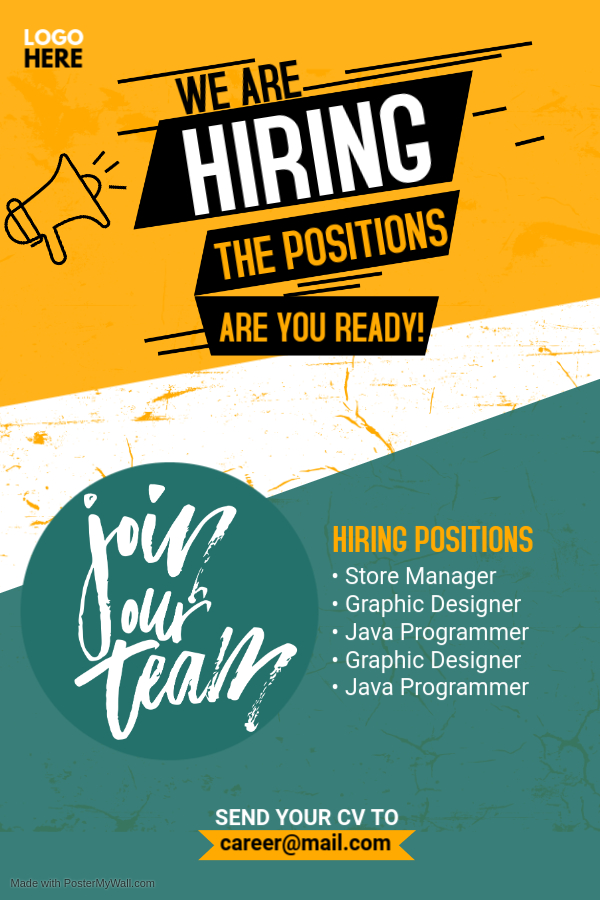 LOGO
HERE
WE ARE
HIRING
THE POSITIONS
ARE YOU READY!
join
our
team
HIRING POSITIONS
• Store Manager
• Graphic Designer
• Java Programmer
• Graphic Designer
• Java Programmer
SEND YOUR CV TO
career@mail.com
Made with PosterMyWall.com